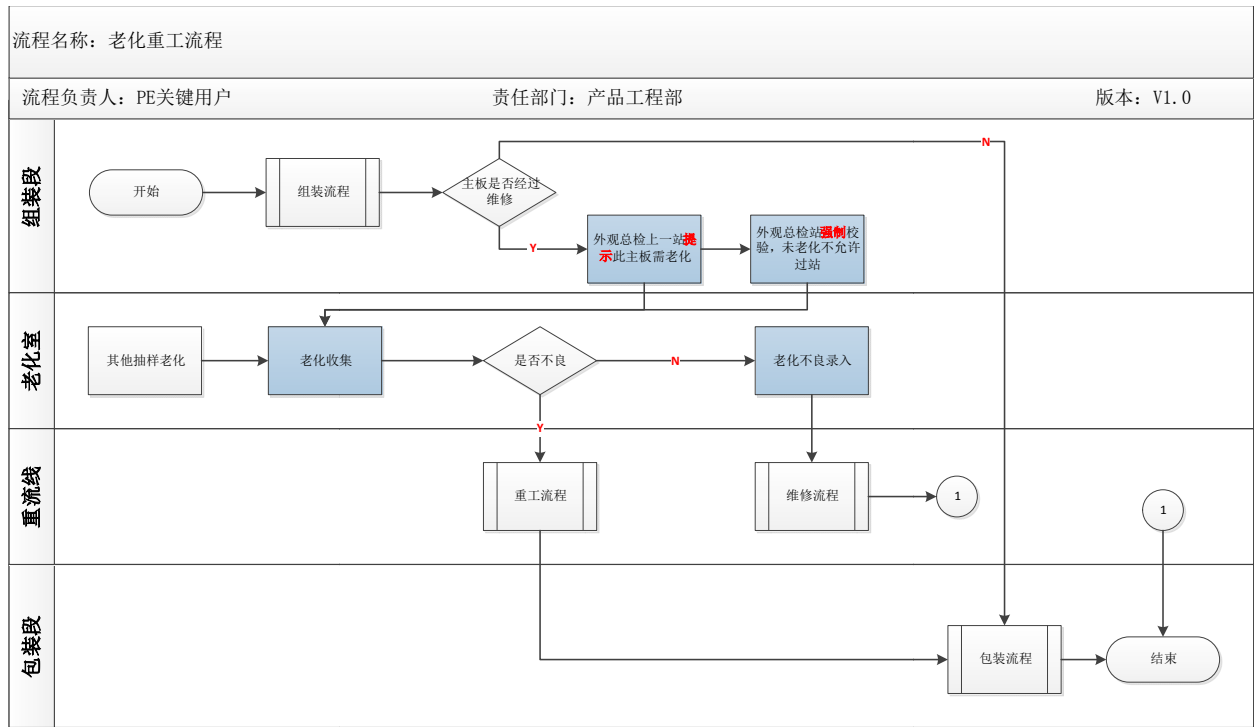 流程名称：老化重工流程
流程负责人：PE关键用户
责任部门：产品工程部
版本：V1.0
组装段
开始
组装流程
主板是否经过
维修
N
Y
外观总检上一站提
示此主板需老化
外观总检站强制校
验，未老化不允许
过站
老化室
其他抽样老化
老化收集
是否不良
N
老化不良录入
Y
重流线
重工流程
维修流程
1
1
包装段
包装流程
结束